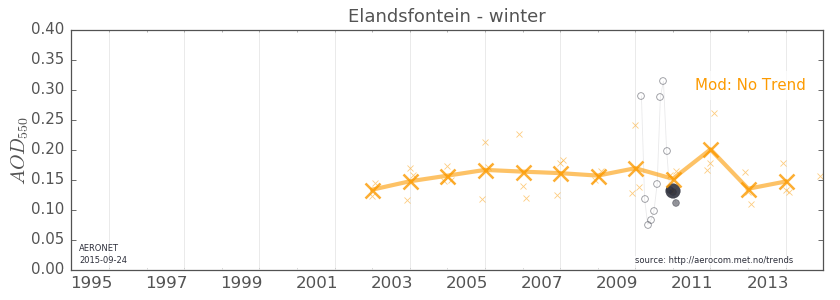 Elandsfontein - winter
0.40
0.35
0.30
0.25
0.20
0.15
0.10
0.05
0.00
AOD550
Mod: No Trend
AERONET
2015-09-24
source: http://aerocom.met.no/trends
1995 1997 1999 2001 2003 2005 2007 2009 2011 2013